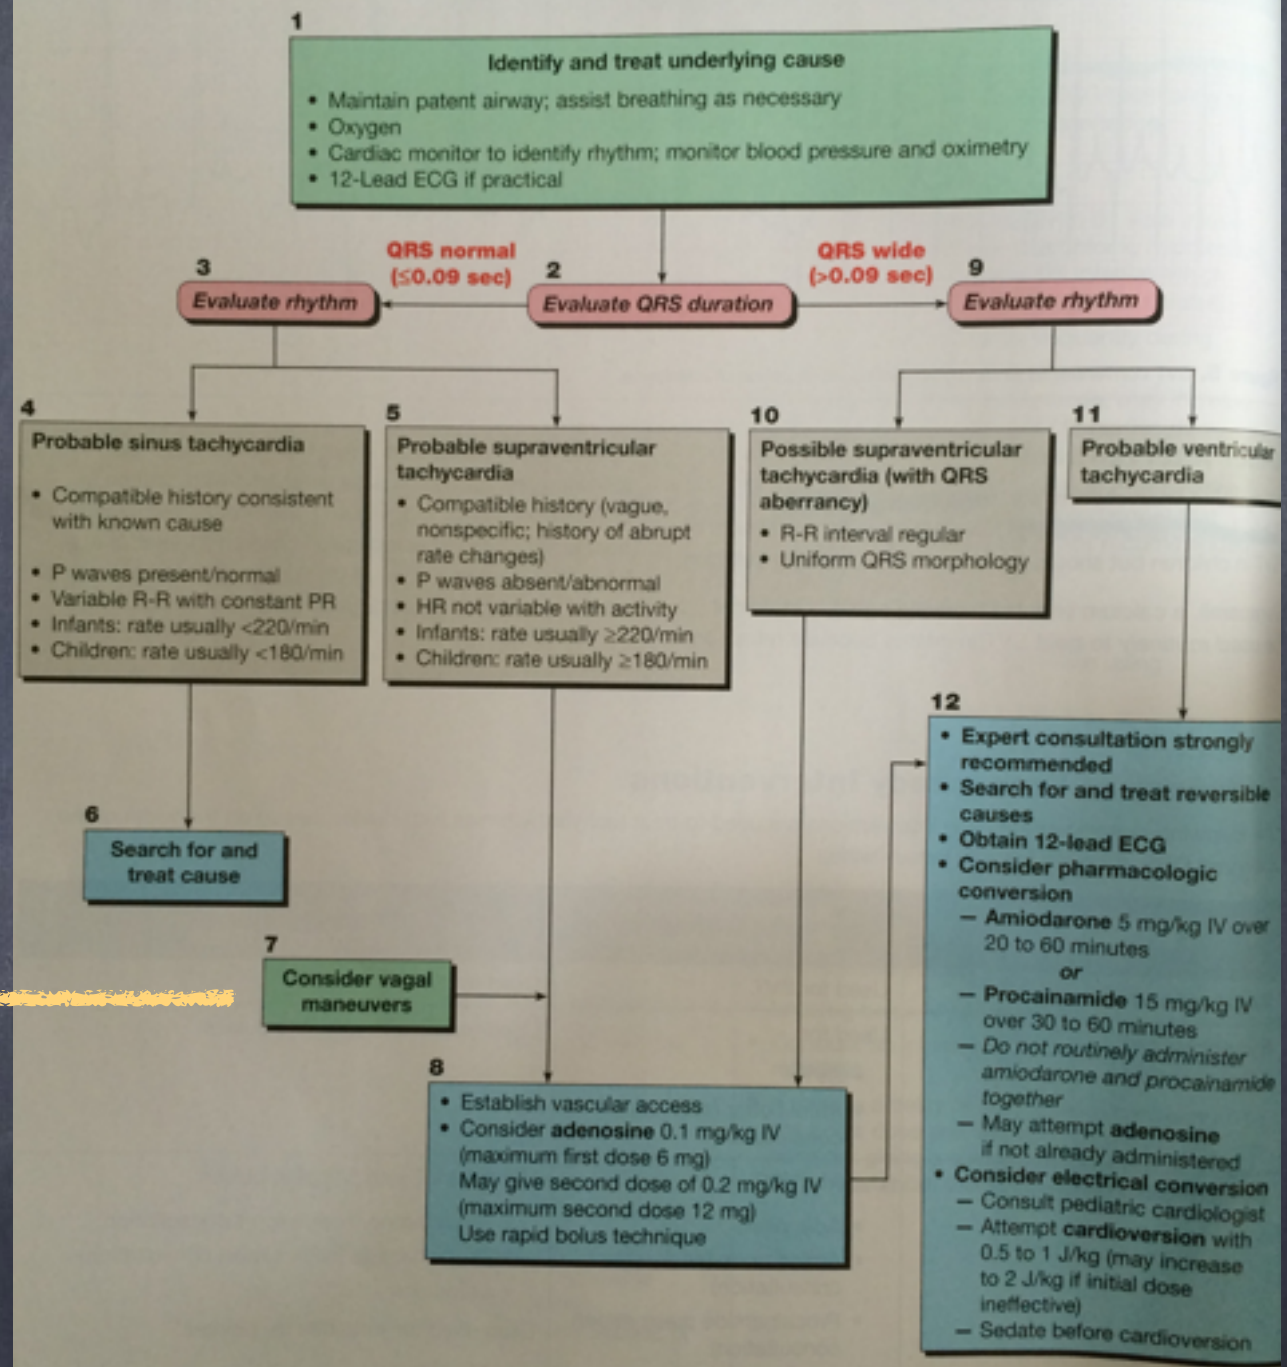 1
Identify and treat underlying cause
• Maintain patent airway; assist breathing as necessary
• Oxygen
• Cardiac monitor to identify rhythm; monitor blood pressure and oximetry
• 12-Lead ECG if practical
QRS normal
(≤0.09 sec)
QRS wide
(>0.09 sec)
3
Evaluate rhythm
2
Evaluate QRS duration
9
Evaluate rhythm
4
Probable sinus tachycardia
• Compatible history consistent
with known cause
• P waves present/normal
• Variable R-R with constant PR
• Infants: rate usually <220/min
• Children: rate usually <180/min
5
Probable supraventricular
tachycardia
• Compatible history (vague,
nonspecific; history of abrupt
rate changes)
• P waves absent/abnormal
• HR not variable with activity
• Infants: rate usually ≥220/min
• Children: rate usually ≥180/min
10
Possible supraventricular
tachycardia (with QRS
aberrancy)
• R-R interval regular
• Uniform QRS morphology
11
Probable ventricular
tachycardia
6
Search for and
treat cause
7
Consider vagal
maneuvers
8
• Establish vascular access
• Consider adenosine 0.1 mg/kg IV
(maximum first dose 6 mg)
May give second dose of 0.2 mg/kg IV
(maximum second dose 12 mg)
Use rapid bolus technique
12
• Expert consultation strongly
recommended
• Search for and treat reversible
causes
• Obtain 12-lead ECG
• Consider pharmacologic
conversion
– Amiodarone 5 mg/kg IV over
20 to 60 minutes
or
– Procainamide 15 mg/kg IV
over 30 to 60 minutes
– Do not routinely administer
amiodarone and procainamide
together
– May attempt adenosine
if not already administered
• Consider electrical conversion
– Consult pediatric cardiologist
– Attempt cardioversion with
0.5 to 1 J/kg (may increase
to 2 J/kg if initial dose
ineffective)
– Sedate before cardioversion